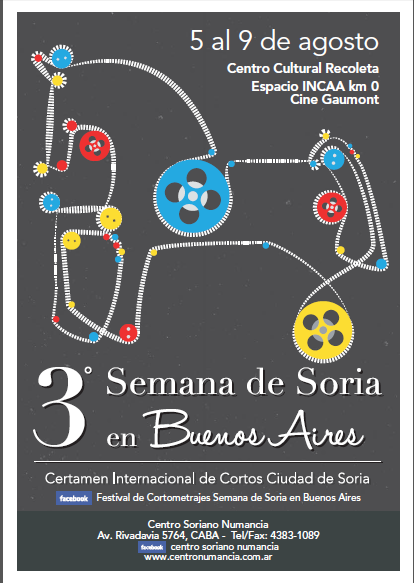 5 al 9 de agosto
Centro Cultural Recoleta
Espacio INCAA km 0
Cine Gaumont
3° Semana de Soria
en Buenos Aires
Certamen Internacional de Cortos Ciudad de Soria
facebook Festival de Cortometrajes Semana de Soria en Buenos Aires
Centro Soriano Numancia
Av. Rivadavia 5764, CABA - Tel/Fax: 4383-1089
facebook centro soriano numancia
www.centronumancia.com.ar